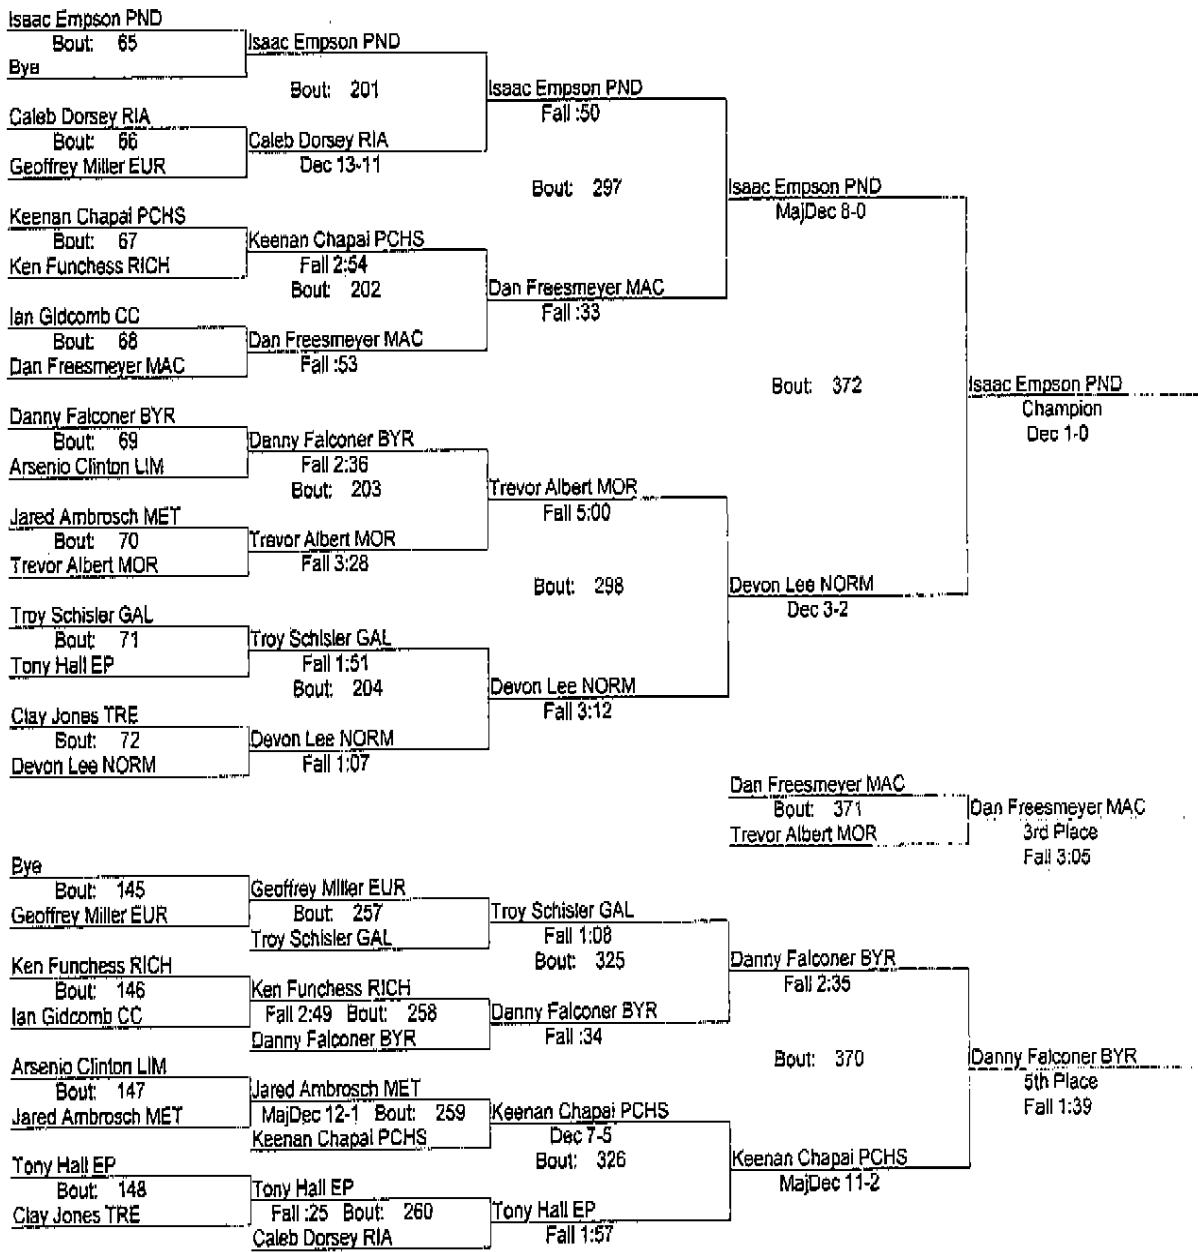 Isaac Empson PND
Bout: 65
Bye
Isaac Empson PND
Bout: 201
Caleb Dorsey RIA
Bout: 66
Geoffrey Miller EUR
Caleb Dorsey RIA
Dec 13-11
Isaac Empson PND
Fall :50
Bout: 297
Keenan Chapai PCHS
Bout: 67
Ken Funchess RICH
Keenan Chapai PCHS
Fall 2:54
Bout: 202
Ian Gidcomb CC
Bout: 68
Dan Freesmeyer MAC
Dan Freesmeyer MAC
Fall :53
Dan Freesmeyer MAC
Fall :33
Isaac Empson PND
MajDec 8-0
Bout: 372
Isaac Empson PND
Champion
Dec 1-0
Danny Falconer BYR
Bout: 69
Arsenio Clinton LIM
Danny Falconer BYR
Fall 2:36
Bout: 203
Jared Ambrosch MET
Bout: 70
Trevor Albert MOR
Trevor Albert MOR
Fall 3:28
Trevor Albert MOR
Fall 5:00
Bout: 298
Troy Schisler GAL
Bout: 71
Tony Hall EP
Troy Schisler GAL
Fall 1:51
Bout: 204
Clay Jones TRE
Bout: 72
Devon Lee NORM
Devon Lee NORM
Fall 1:07
Devon Lee NORM
Fall 3:12
Devon Lee NORM
Dec 3-2
Dan Freesmeyer MAC
Bout: 371
Trevor Albert MOR
Dan Freesmeyer MAC
3rd Place
Fall 3:05
Bye
Bout: 145
Geoffrey Miller EUR
Geoffrey Miller EUR
Bout: 257
Troy Schisler GAL
Troy Schisler GAL
Fall 1:08
Bout: 325
Ken Funchess RICH
Bout: 146
Ian Gidcomb CC
Ken Funchess RICH
Fall 2:49 Bout: 258
Danny Falconer BYR
Danny Falconer BYR
Fall :34
Danny Falconer BYR
Fall 2:35
Bout: 370
Danny Falconer BYR
5th Place
Fall 1:39
Arsenio Clinton LIM
Bout: 147
Jared Ambrosch MET
Jared Ambrosch MET
MajDec 12-1 Bout: 259
Keenan Chapai PCHS
Keenan Chapai PCHS
Dec 7-5
Bout: 326
Tony Hall EP
Bout: 148
Clay Jones TRE
Tony Hall EP
Fall :25 Bout: 260
Caleb Dorsey RIA
Tony Hall EP
Fall 1:57
Keenan Chapai PCHS
MajDec 11-2